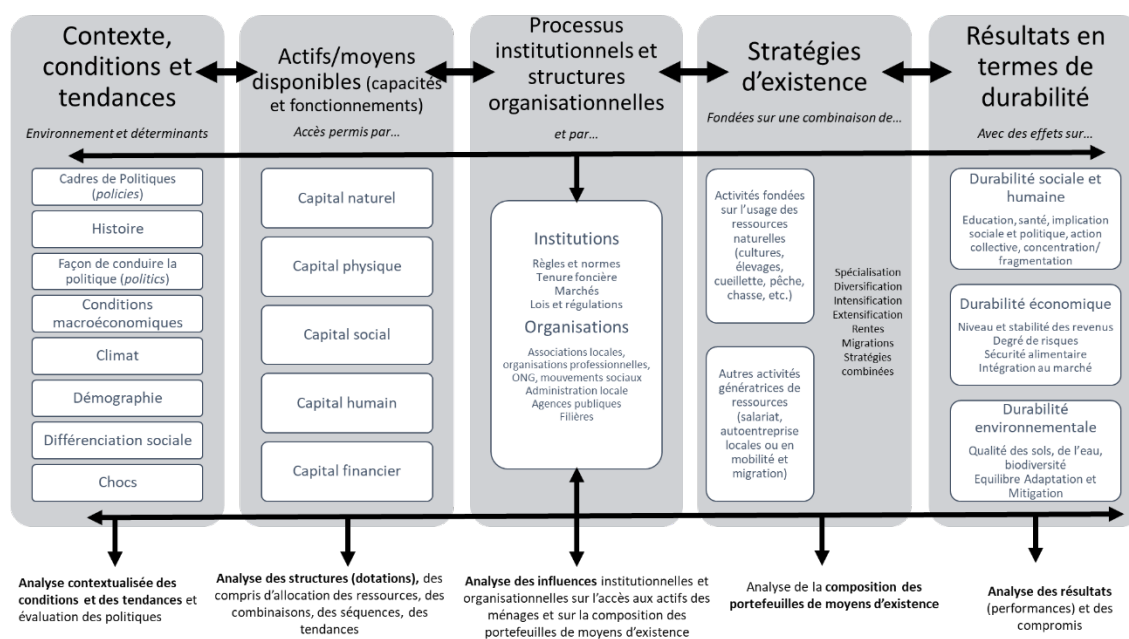 Contexte,
conditions et
tendances
Environnement et déterminants
Cadres de Politiques
(policies)
Histoire
Façon de conduire la
politique (politics)
Conditions
macroéconomiques
Climat
Démographie
Différenciation sociale
Chocs
Actifs/moyens
disponible (capacités
et fonctionnements)
Accès permis par…
Capital naturel
Capital physique
Capital social
Capital humain
Capital financier
Processus
institutionnels et
structures
organisationnelles
et par…
Institutions
Règles et normes
Tenure foncière
Marchés
Lois et régulations
Organisations
Associations locales,
organisations professionnelles,
ONG, mouvements sociaux
Administration locale
Agences publiques
Filières
Stratégies
d’existence
Fondées sur une combinaison de…
Activités fondées
sur l’usage des
ressources
naturelles
(cultures,
élevages,
cueillette, pêche,
chasse, etc.)
Autres activités
génératrices de
ressources
(salariat,
autoentreprise
locales ou en
mobilité et
migration)
Spécialisation
Diversification
Intensification
Extensification
Rentes
Migrations
Stratégies
combinées
Résultats en
termes de
durabilité
Avec des effets sur…
Durabilité sociale et
humaine
Education, santé, implication
sociale et politique, action
collective, concentration/
fragmentation
Durabilité économique
Niveau et stabilité des revenus
Degré de risques
Sécurité alimentaire
Intégration au marché
Durabilité
environnementale
Qualité des sols, de l’eau,
biodiversité
Equilibre Adaptation et
Mitigation
Analyse contextualisée des
conditions et des tendances et
évaluation des politiques
Analyse des structures (dotations), des
compris d’allocation des ressources, des
combinaisons, des séquences, des
tendances
Analyse des influences institutionnelles et
organisationnelles sur l’accès aux actifs des
ménages et sur la composition des
portefeuilles de moyens d’existence
Analyse de la composition des
portefeuilles de moyens d’existence
Analyse des résultats
(performances) et des
compromis